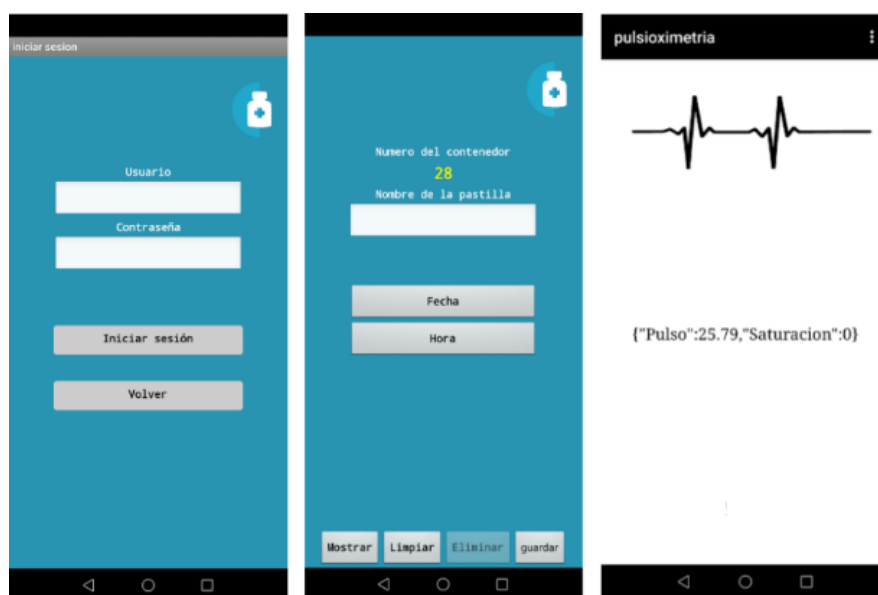 iniciar sesion
Usuario
Contraseña
Iniciar sesión
Volver
Numero del contenedor
28
Nombre de la pastilla
Fecha
Hora
Mostrar Limpiar Eliminar guardar
pulsioximetria
{"Pulso":25.79,"Saturacion":0}